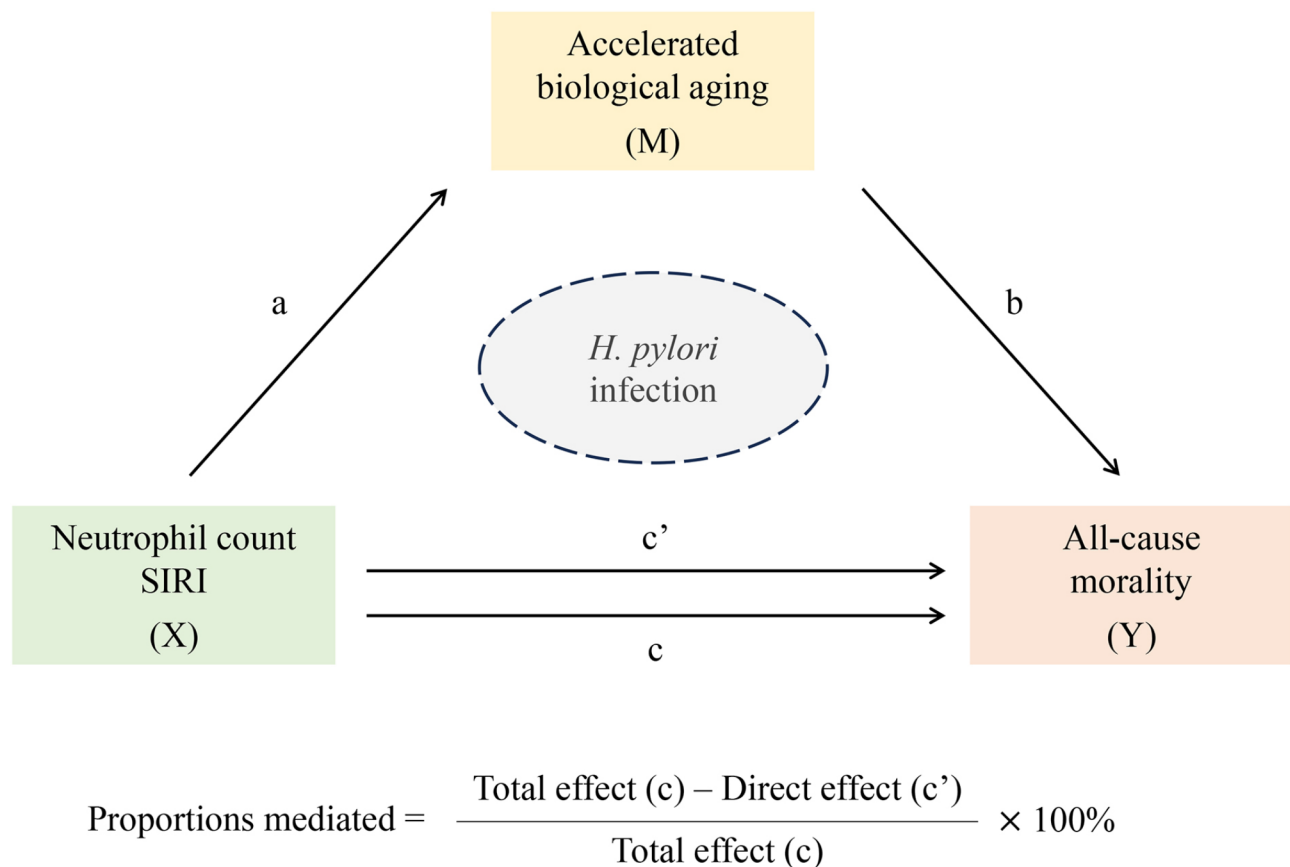 Accelerated
biological aging
(M)
a
b
H. pylori
infection
Neutrophil count
SIRI
(X)
c’
c
All-cause
morality
(Y)
Proportions mediated = Total effect (c) – Direct effect (c’) × 100%
Total effect (c)